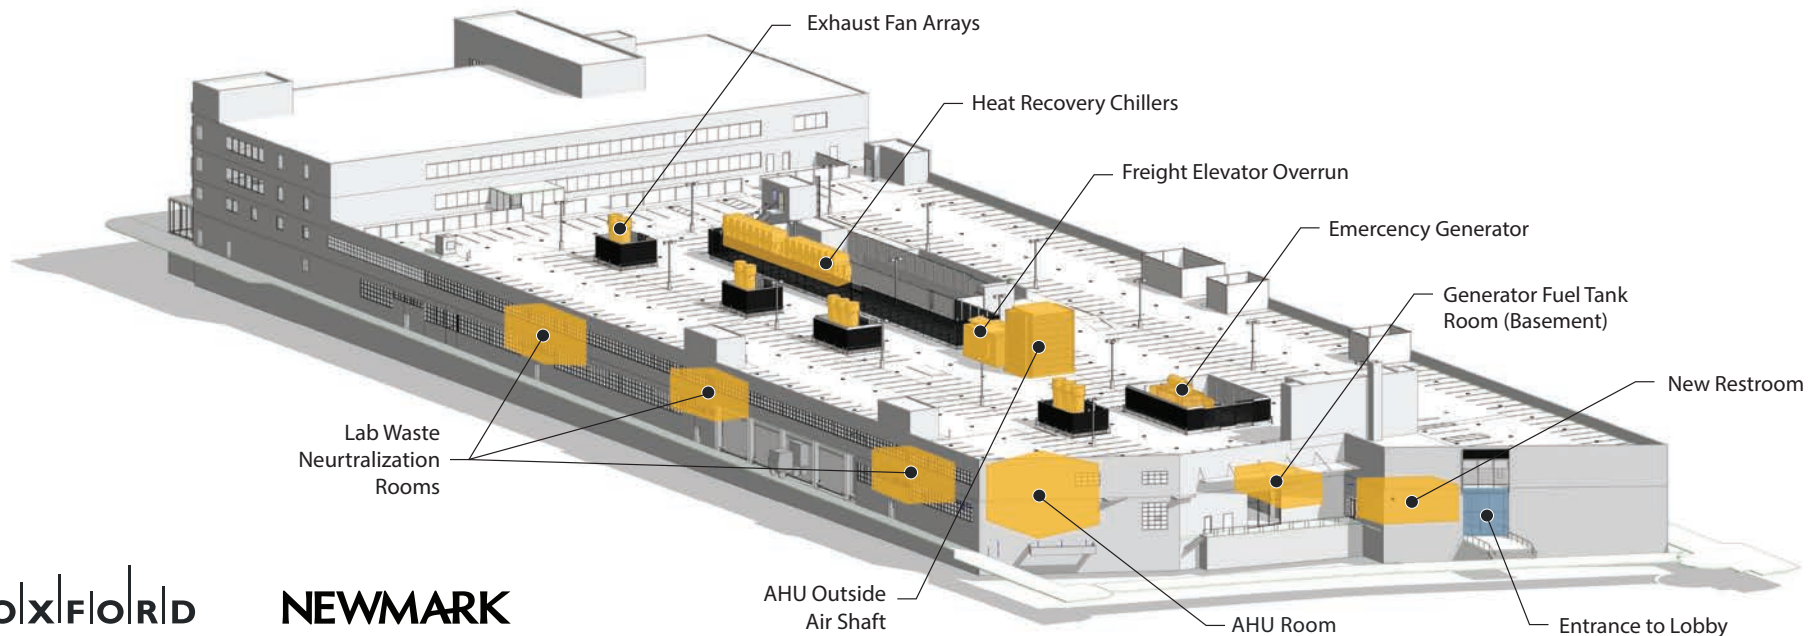 Exhaust Fan Arrays
Heat Recovery Chillers
Freight Elevator Overrun
Emercency Generator
Generator Fuel Tank
Room (Basement)
New Restroom
Lab Waste
Neurtralization
Rooms
AHU Outside
Air Shaft
AHU Room
Entrance to Lobby
OXFORD
NEWMARK